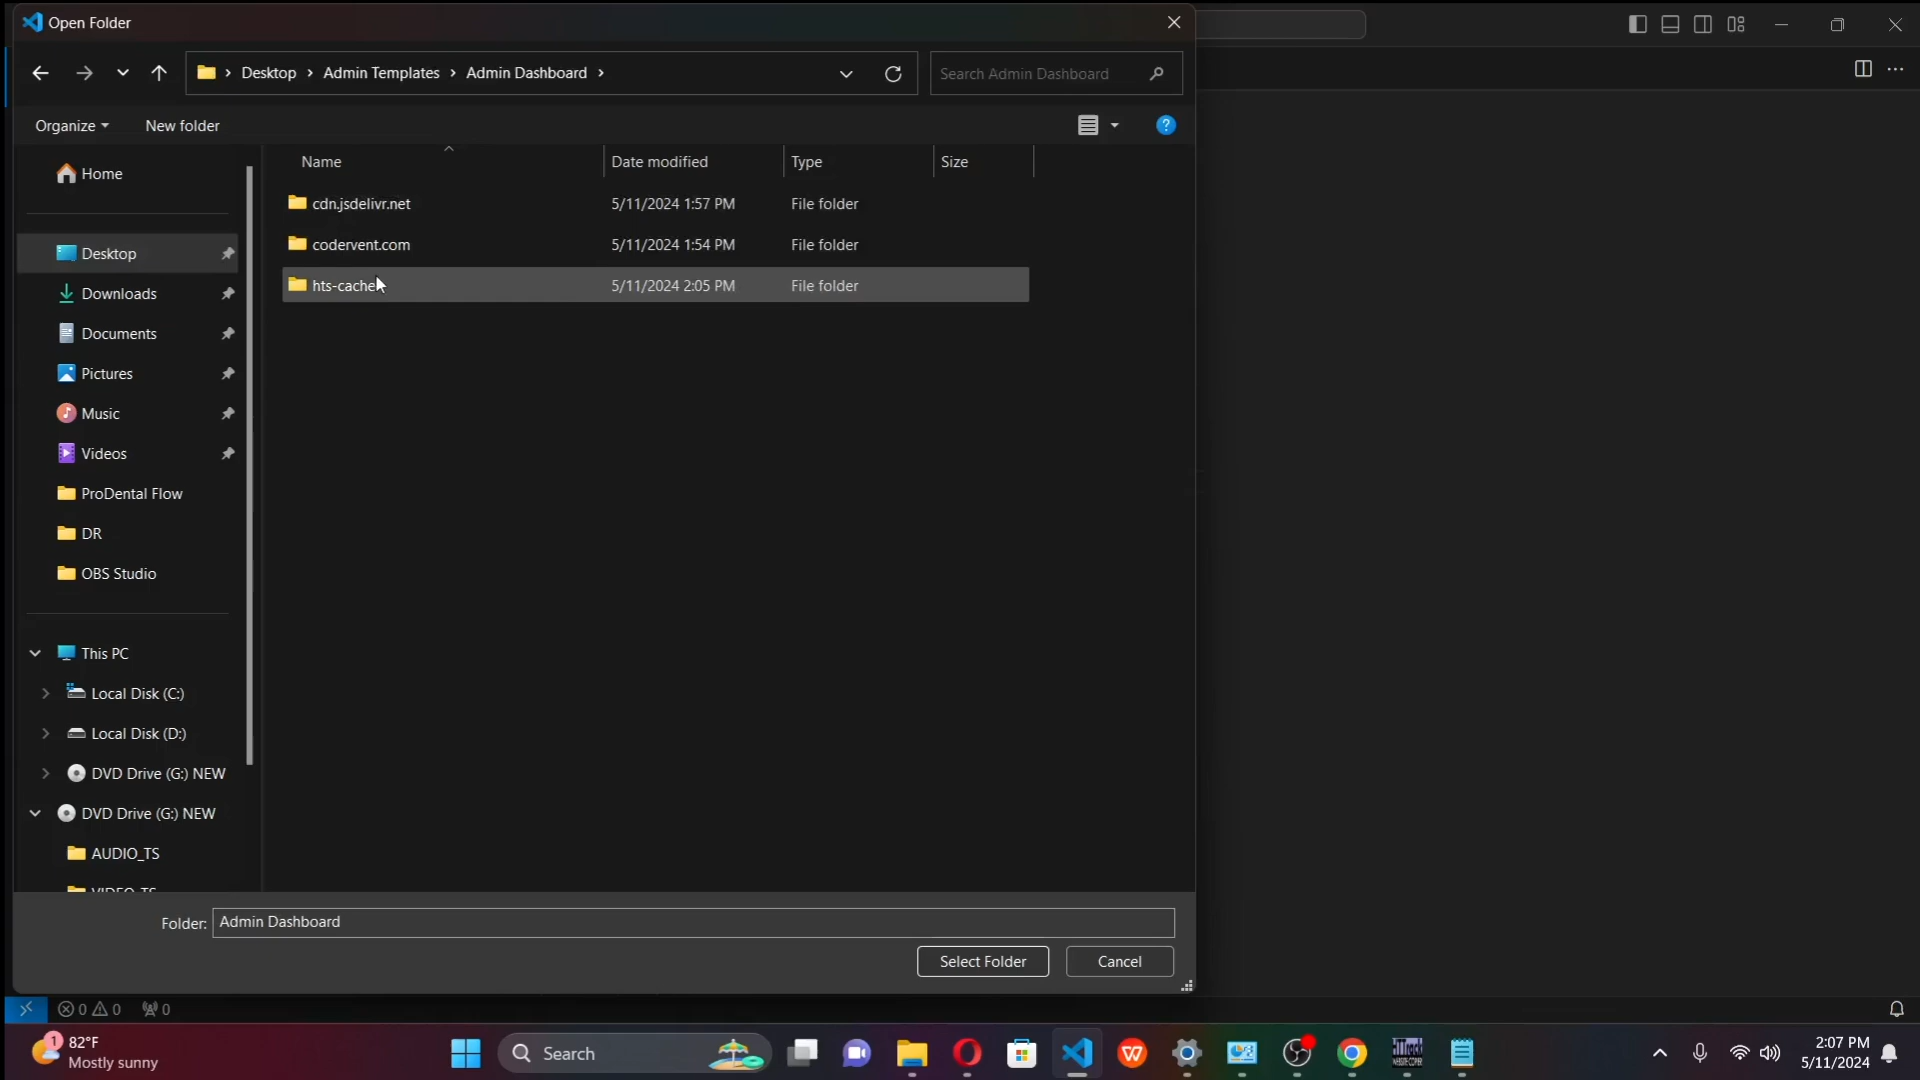 Open Folder
Desktop > Admin Templates > Admin Dashboard >
Search Admin Dashboard
Organize
New folder
Name
Date modified
Type
Size
Home
cdn.jsdelivr.net 5/11/2024 1:57 PM File folder
codervent.com 5/11/2024 1:54 PM File folder
hts-cache 5/11/2024 2:05 PM File folder
Desktop
Downloads
Documents
Pictures
Music
Videos
ProDental Flow
DR
OBS Studio
This PC
Local Disk (C:)
Local Disk (D:)
DVD Drive (G:) NEW
DVD Drive (G:) NEW
AUDIO_TS
VIDEO_TS
Folder: Admin Dashboard
Select Folder
Cancel
0 0 0
1
82°F
Mostly sunny
Search
2:07 PM
5/11/2024